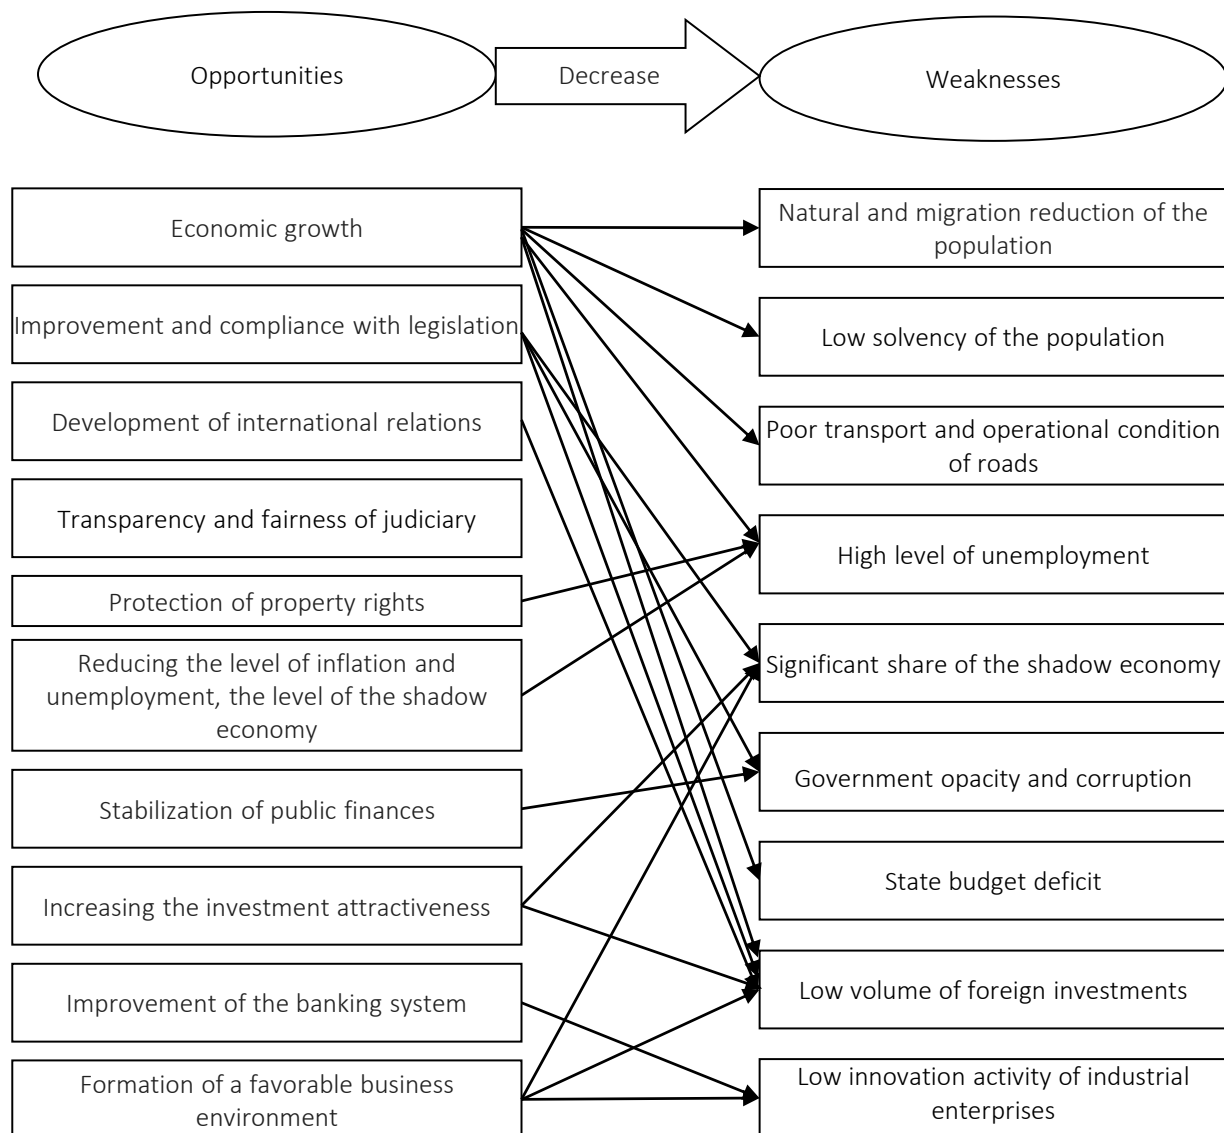 Opportunities
Decrease
Weaknesses
Economic growth
Improvement and compliance with legislation
Development of international relations
Transparency and fairness of judiciary
Protection of property rights
Reducing the level of inflation and
unemployment, the level of the shadow
economy
Stabilization of public finances
Increasing the investment attractiveness
Improvement of the banking system
Formation of a favorable business
environment
Natural and migration reduction of the
population
Low solvency of the population
Poor transport and operational condition
of roads
High level of unemployment
Significant share of the shadow economy
Government opacity and corruption
State budget deficit
Low volume of foreign investments
Low innovation activity of industrial
enterprises